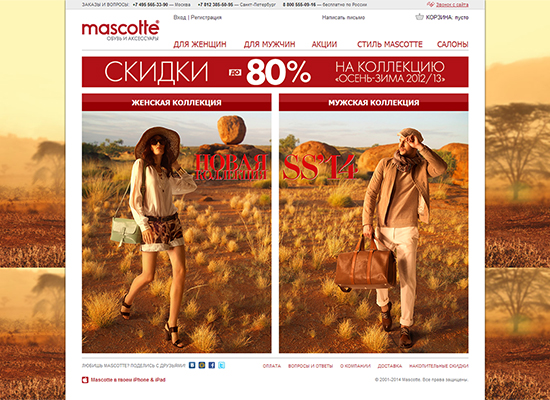 ЗАКАЗЫ И ВОПРОСЫ: +7 495 565-33-90 — Москва +7 812 385-50-95 — Санкт-Петербург 8 800 555-09-16 — бесплатно по России Звонок с сайта
mascotte®
ОБУВЬ И АКСЕССУАРЫ
Вход | Регистрация Написать письмо КОРЗИНА: пусто
ДЛЯ ЖЕНЩИН ДЛЯ МУЖЧИН АКЦИИ СТИЛЬ MASCOTTE САЛОНЫ
СКИДКИ ДО 80% НА КОЛЛЕКЦИЮ
«ОСЕНЬ-ЗИМА 2012/13»
ЖЕНСКАЯ КОЛЛЕКЦИЯ МУЖСКАЯ КОЛЛЕКЦИЯ
НОВАЯ
КОЛЛЕКЦИЯ
SS'14
ЛЮБИШЬ MASCOTTE? ПОДЕЛИСЬ С ДРУЗЬЯМИ! ОПЛАТА ВОПРОСЫ И ОТВЕТЫ О КОМПАНИИ ДОСТАВКА НАКОПИТЕЛЬНЫЕ СКИДКИ
Mascotte в твоем iPhone & iPad © 2001-2014 Mascotte. Все права защищены.